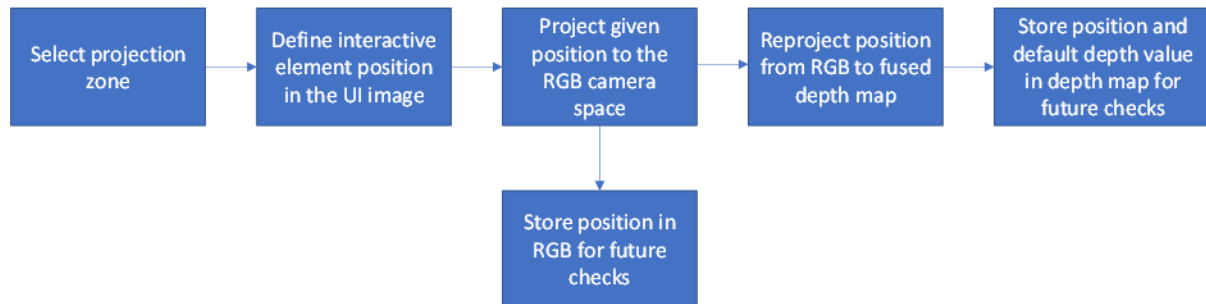 Select projection
zone
Define interactive
element position
in the UI image
Project given
position to the
RGB camera
space
Reproject position
from RGB to fused
depth map
Store position and
default depth value
in depth map for
future checks
Store position in
RGB for future
checks